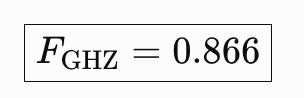 F_GHZ = 0.866